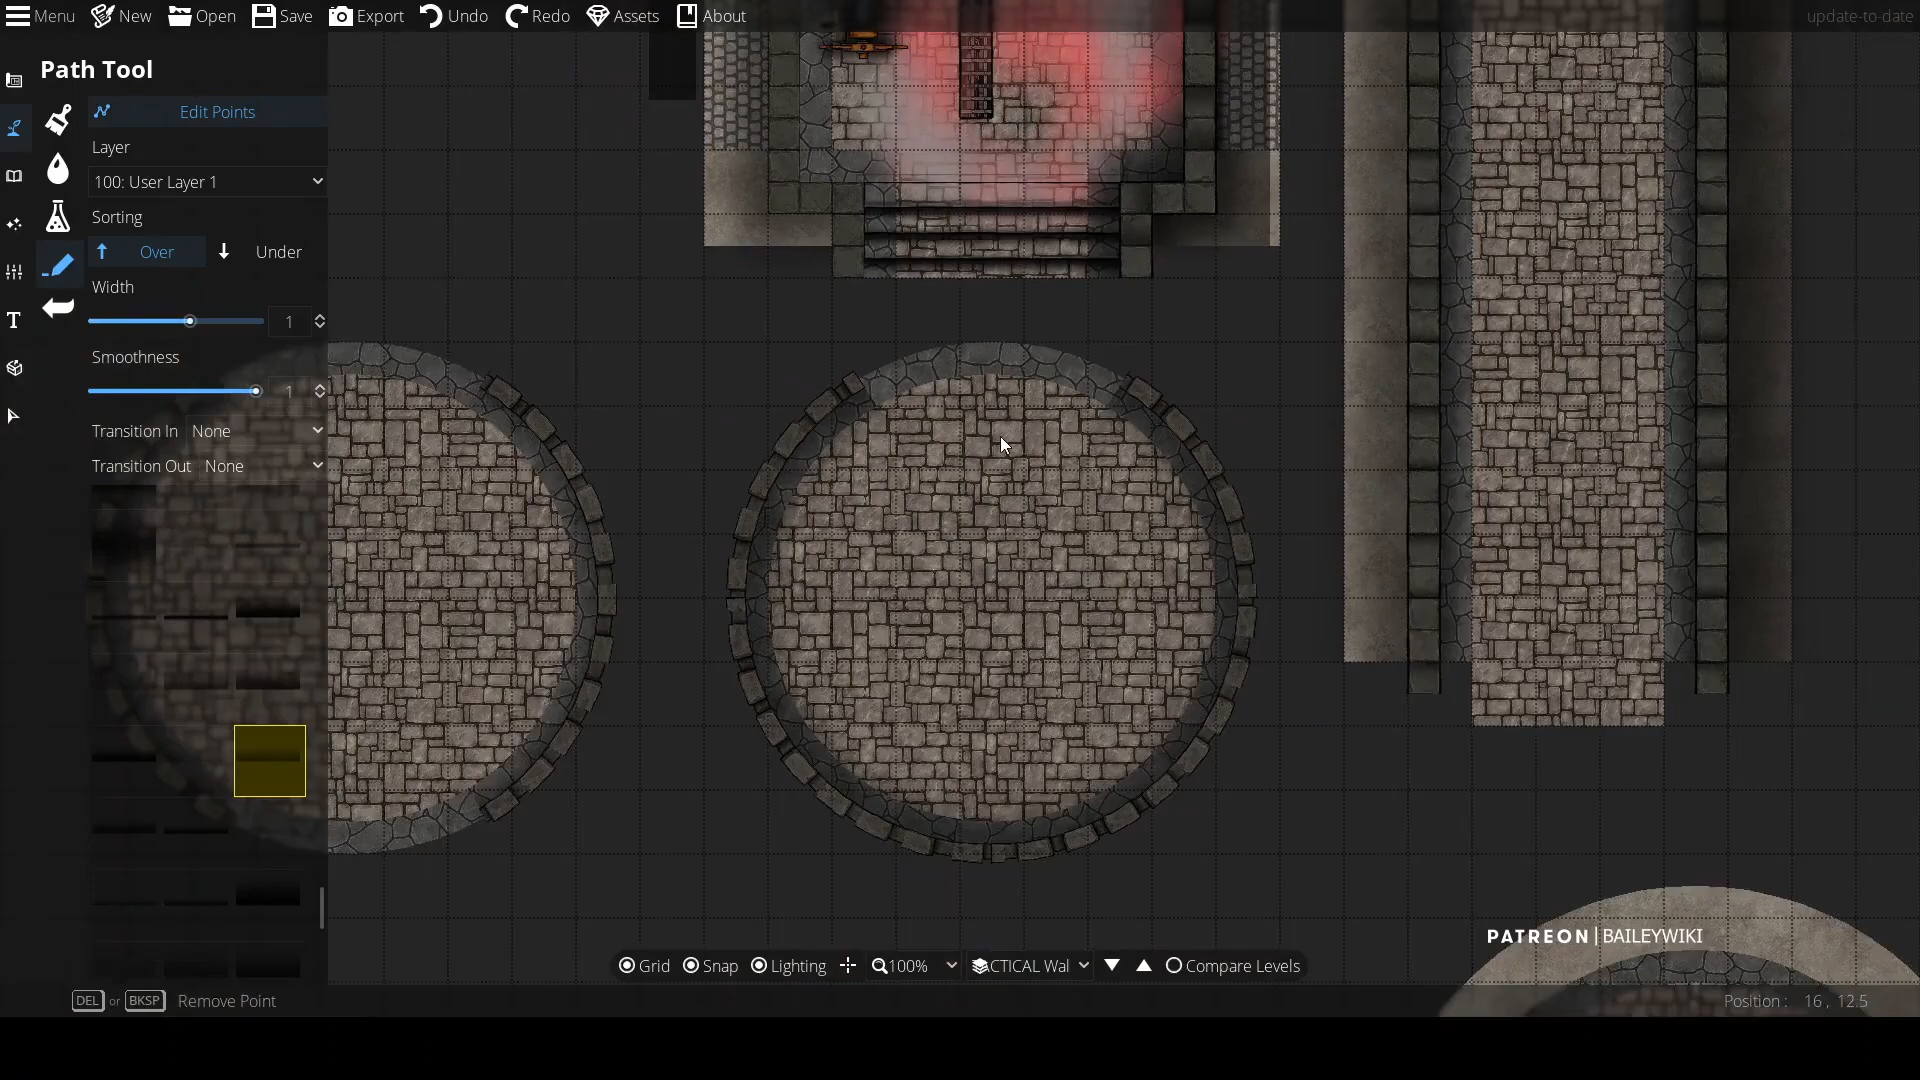 Menu New Open Save Export Undo Redo Assets About update-to-date
Path Tool
Edit Points
Layer
100: User Layer 1
Sorting
Over Under
Width
1
Smoothness
1
Transition In None
Transition Out None
PATREON | BAILEYWIKI
Grid Snap Lighting 100% ACTICAL Wal Compare Levels
DEL or BKSP Remove Point
Position : 16 , 12.5